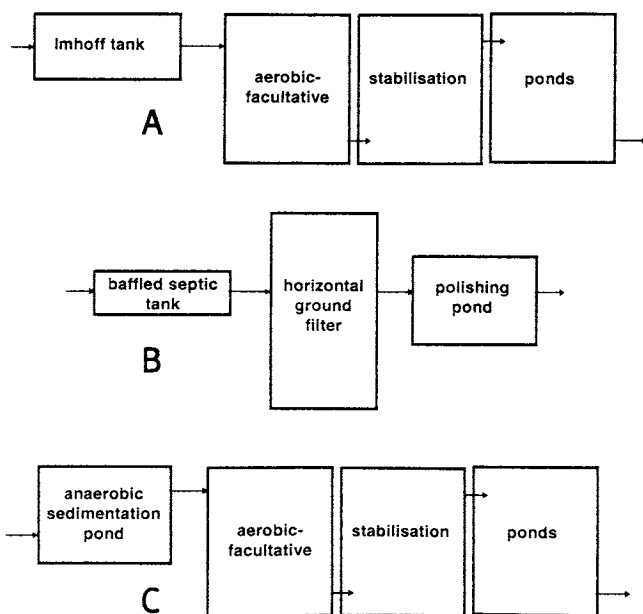 Imhoff tank
aerobic-
facultative
stabilisation
ponds
A
baffled septic
tank
horizontal
ground
filter
polishing
pond
B
anaerobic
sedimentation
pond
aerobic-
facultative
stabilisation
ponds
C